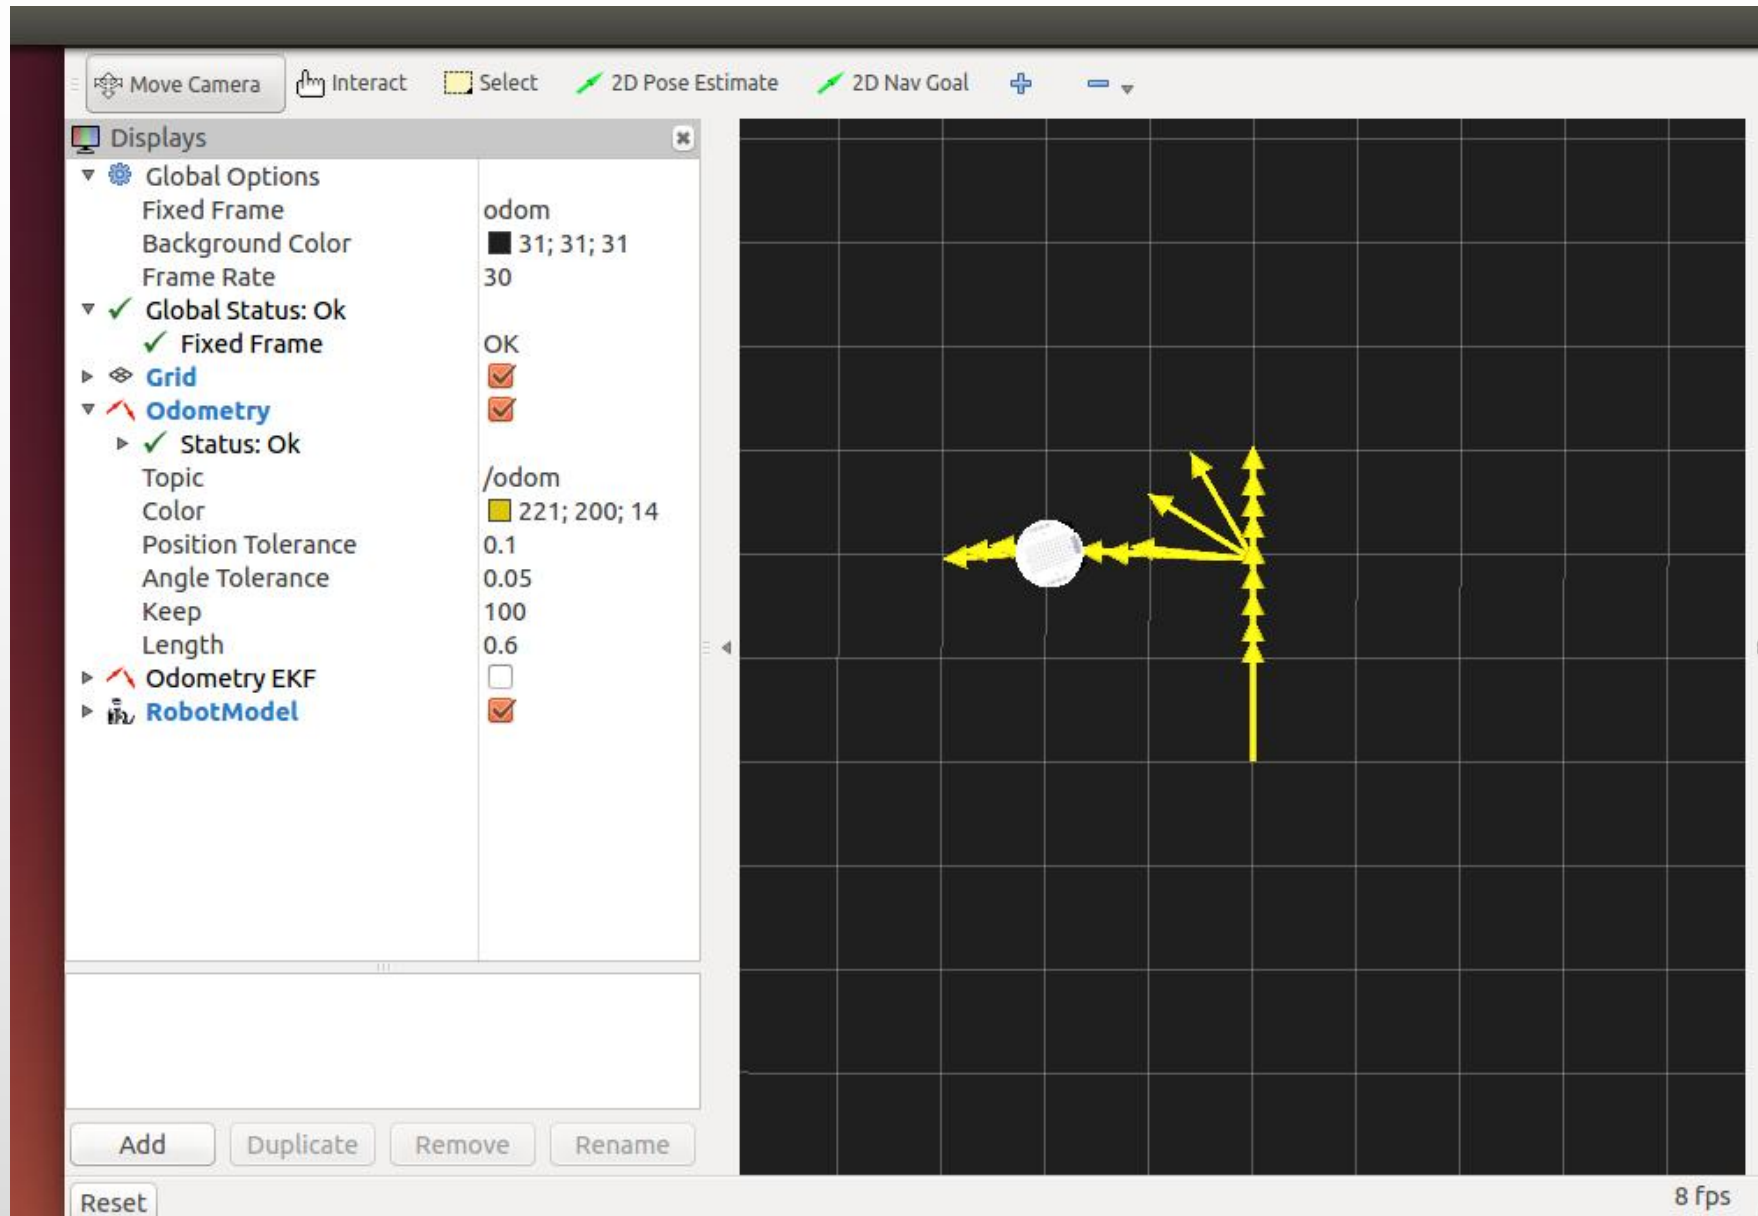 Move Camera Interact Select 2D Pose Estimate 2D Nav Goal
Displays
Global Options
Fixed Frame odom
Background Color 31; 31; 31
Frame Rate 30
Global Status: Ok
Fixed Frame OK
Grid
Odometry
Status: Ok
Topic /odom
Color 221; 200; 14
Position Tolerance 0.1
Angle Tolerance 0.05
Keep 100
Length 0.6
Odometry EKF
RobotModel
Add Duplicate Remove Rename
Reset 8 fps